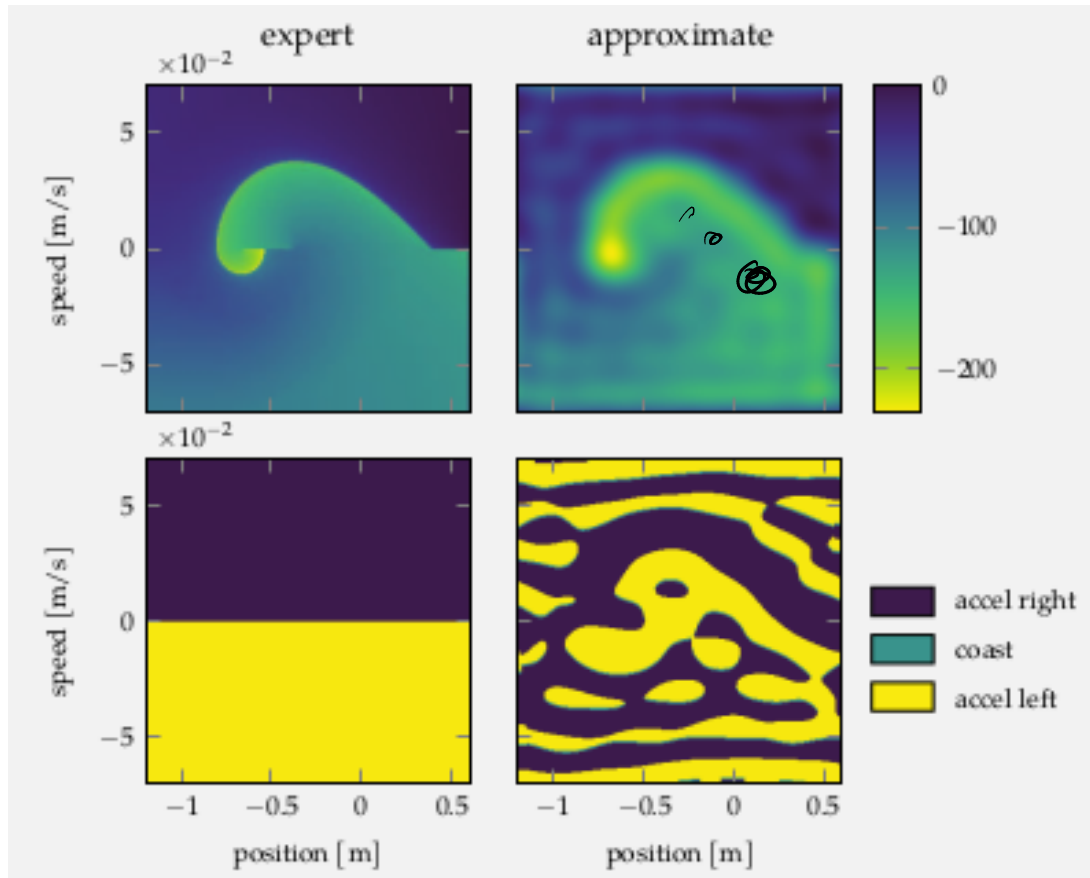 expert approximate
×10⁻²
5
0
−5
speed [m/s]
0
−100
−200
×10⁻²
5
0
−5
speed [m/s]
accel right
coast
accel left
−1 −0.5 0 0.5 −1 −0.5 0 0.5
position [m] position [m]